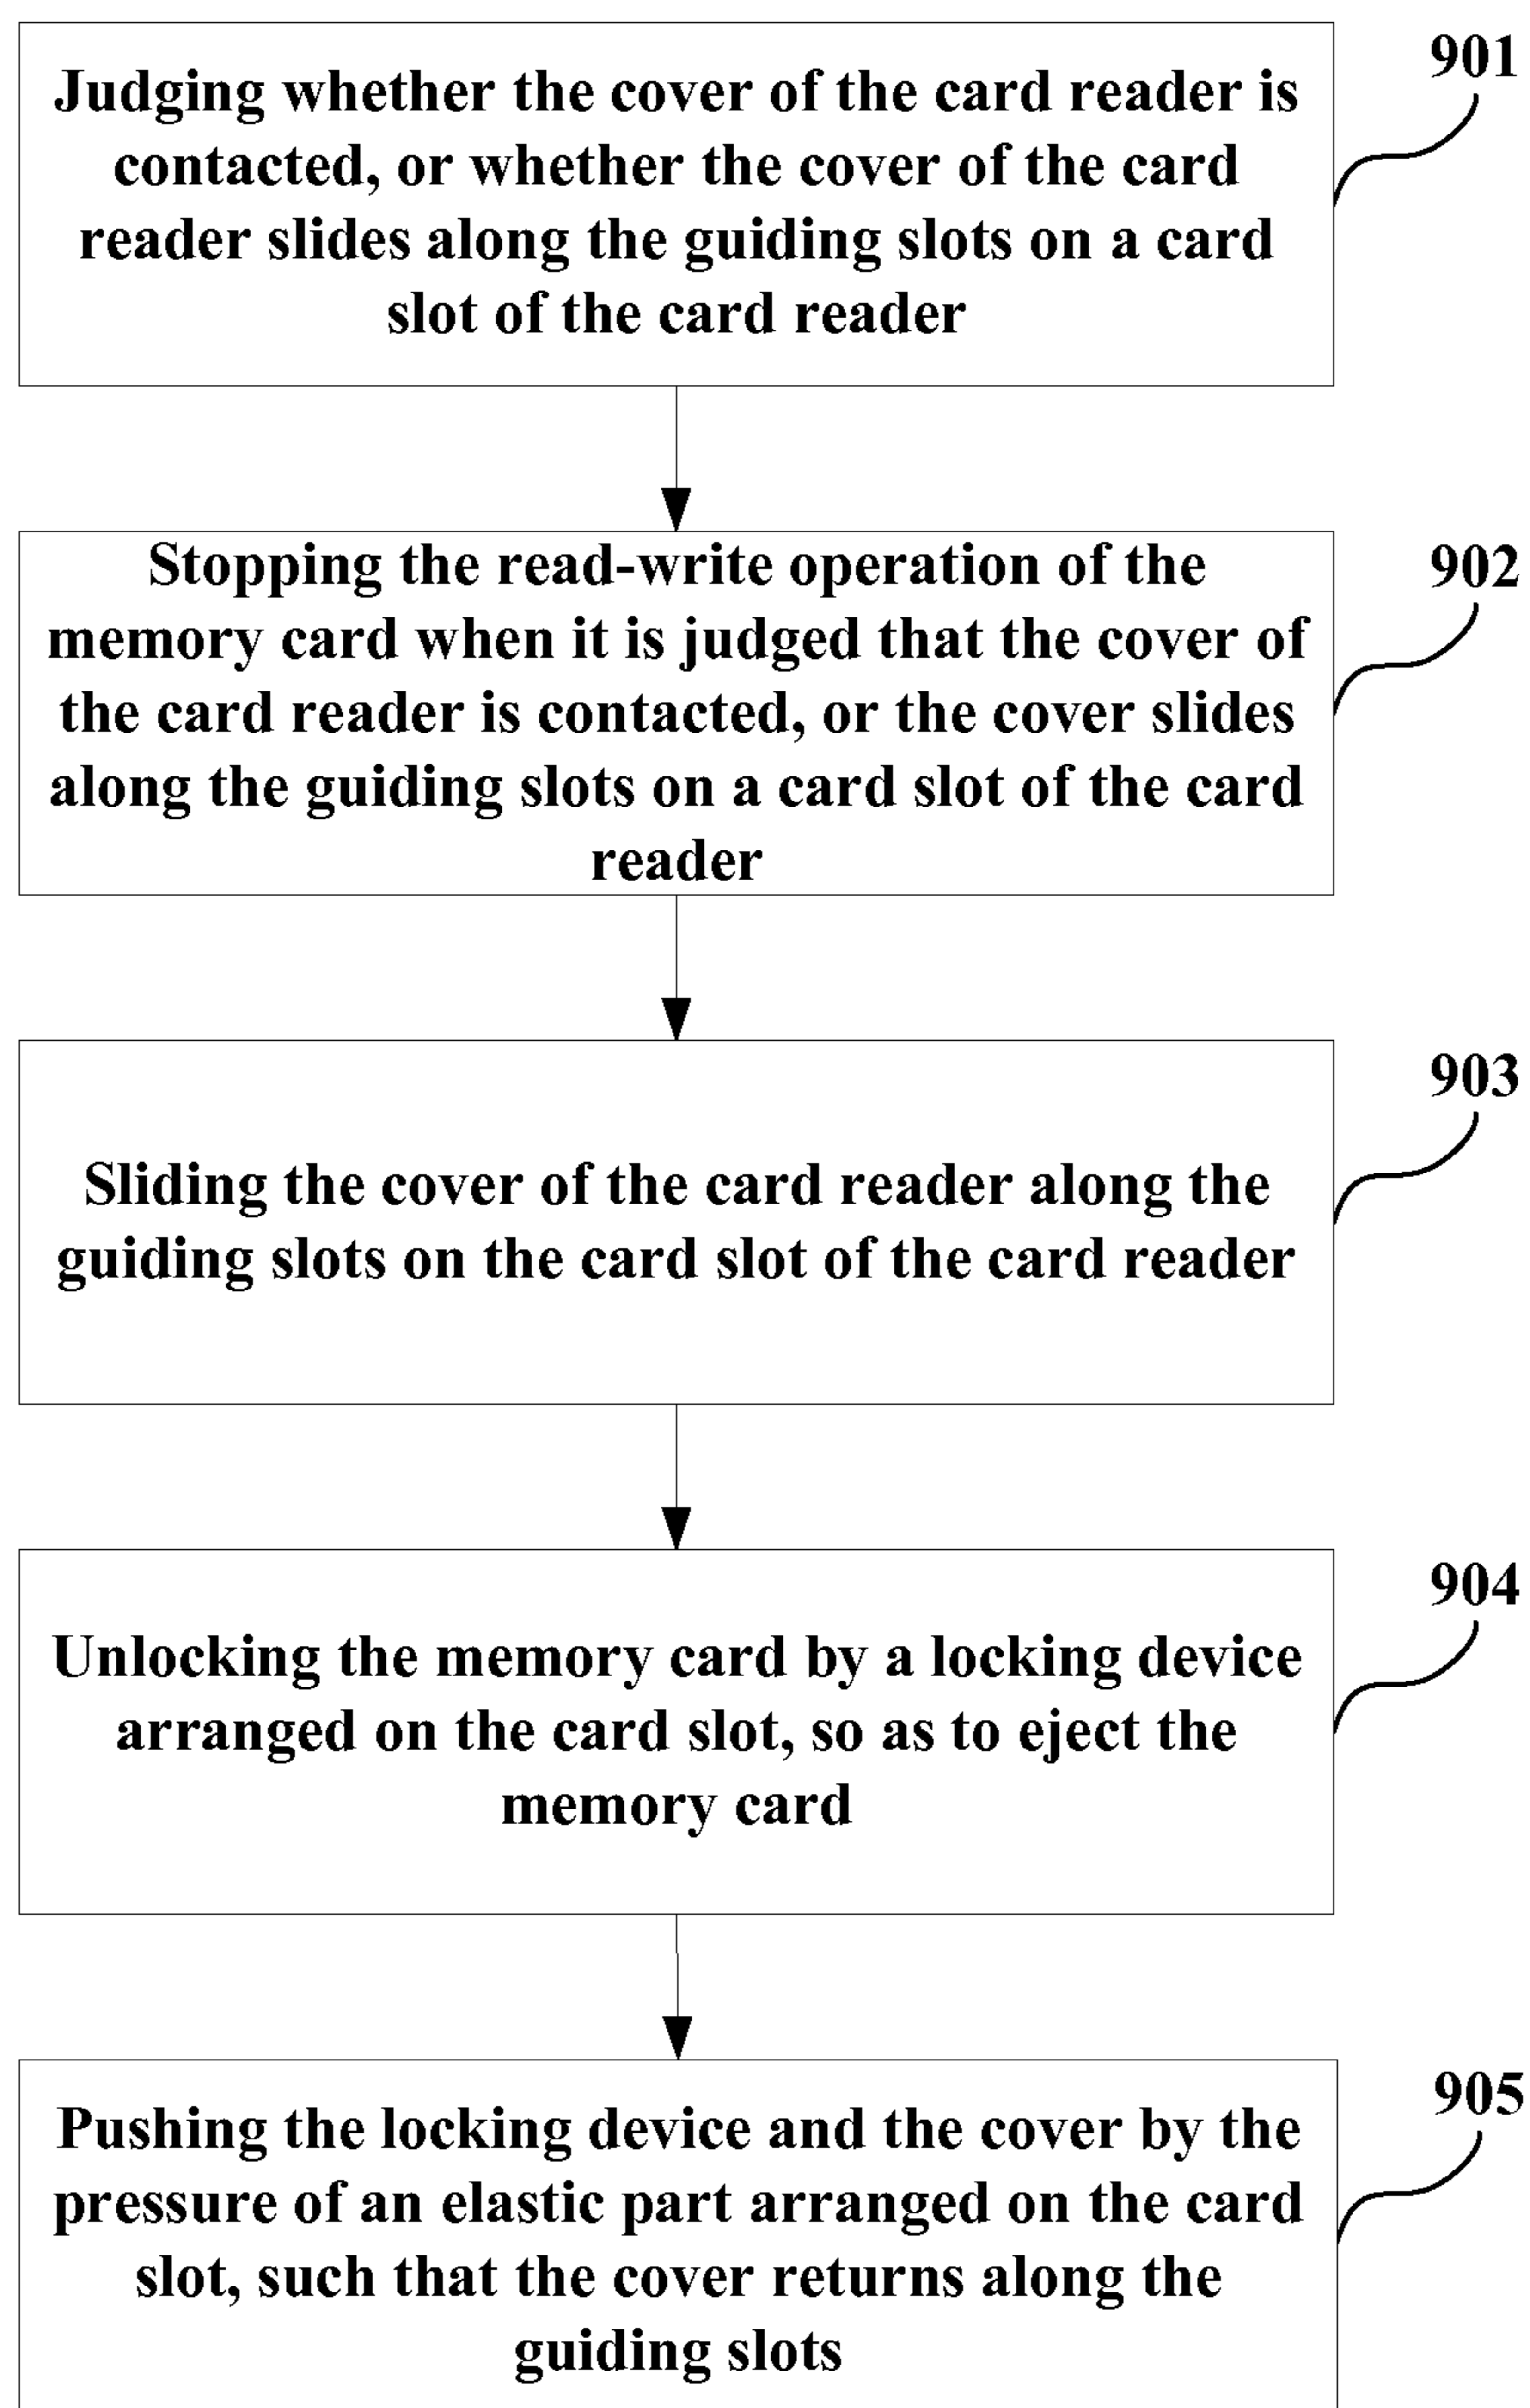 Judging whether the cover of the card reader is
contacted, or whether the cover of the card
reader slides along the guiding slots on a card
slot of the card reader
901
Stopping the read-write operation of the
memory card when it is judged that the cover of
the card reader is contacted, or the cover slides
along the guiding slots on a card slot of the card
reader
902
Sliding the cover of the card reader along the
guiding slots on the card slot of the card reader
903
Unlocking the memory card by a locking device
arranged on the card slot, so as to eject the
memory card
904
Pushing the locking device and the cover by the
pressure of an elastic part arranged on the card
slot, such that the cover returns along the
guiding slots
905